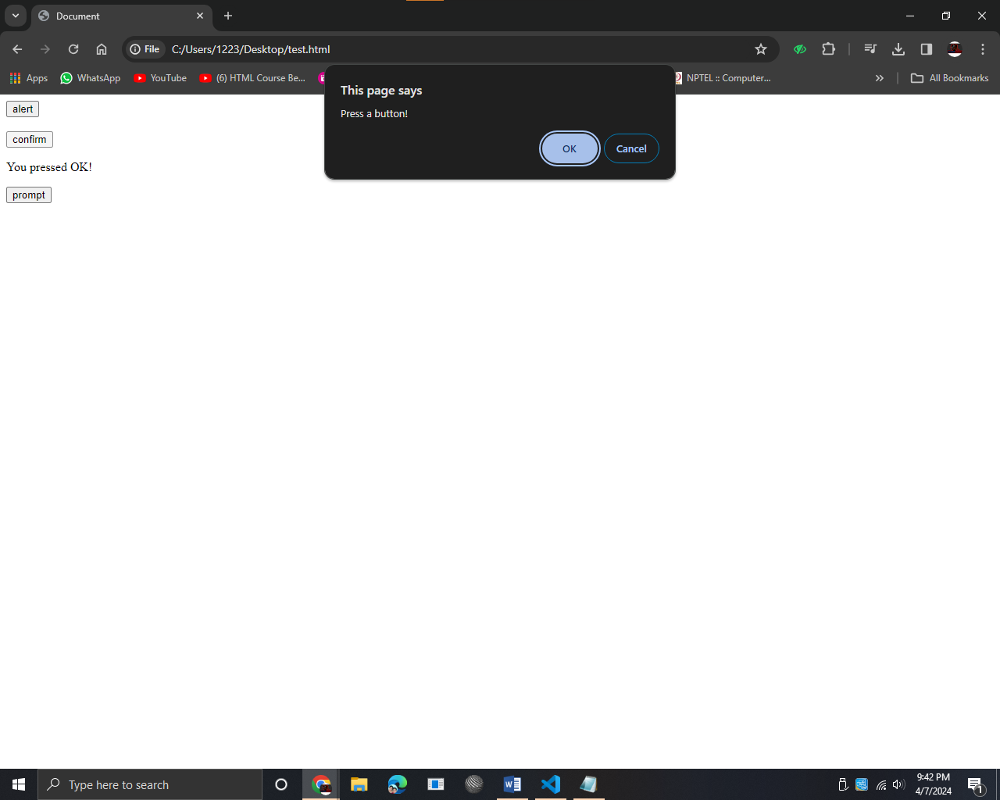 Document
File C:/Users/1223/Desktop/test.html
Apps WhatsApp YouTube (6) HTML Course Be... NPTEL :: Computer... All Bookmarks
This page says
Press a button!
OK Cancel
alert
confirm
You pressed OK!
prompt
Type here to search
9:42 PM
4/7/2024
1